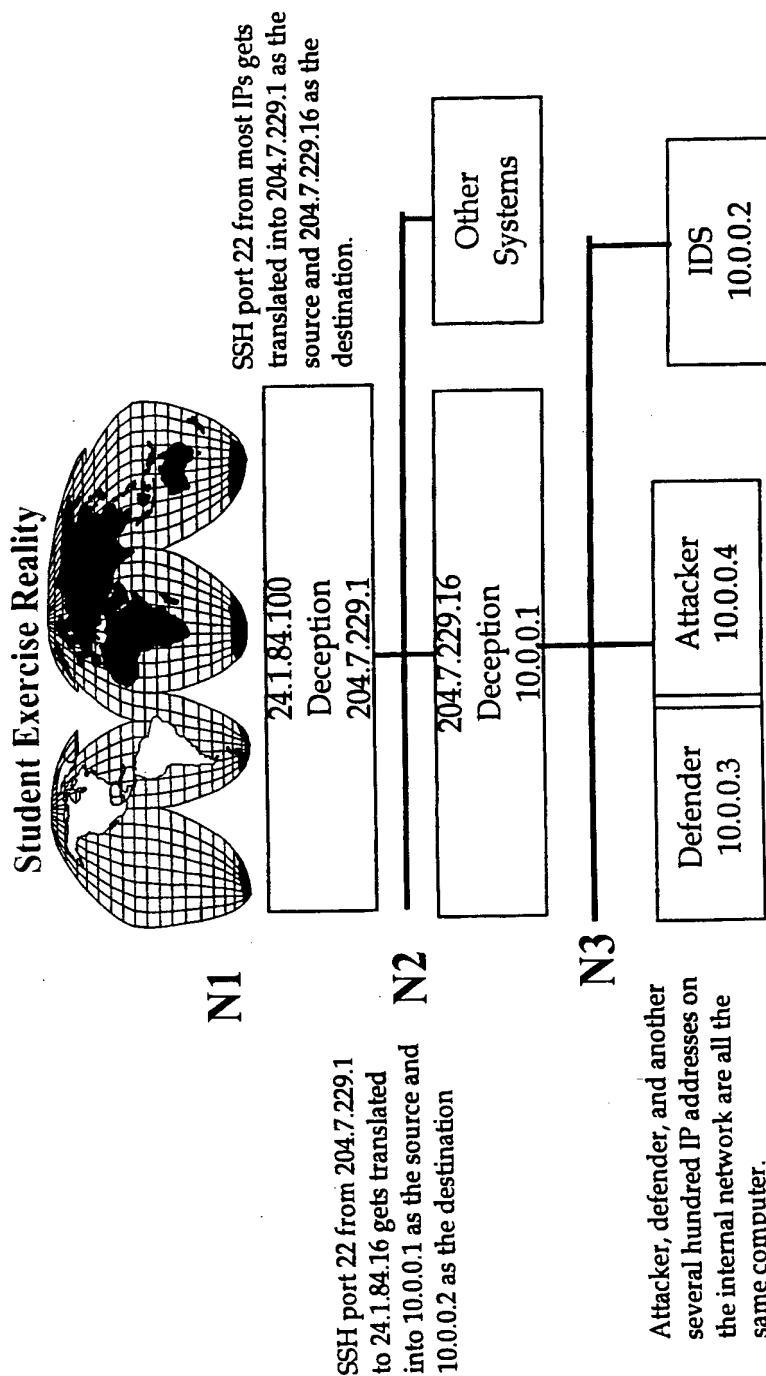 Student Exercise Reality
SSH port 22 from most IPs gets
translated into 204.7.229.1 as the
source and 204.7.229.16 as the
destination.
N1
24.1.84.100
Deception
204.7.229.1
SSH port 22 from 204.7.229.1
to 24.1.84.16 gets translated
into 10.0.0.1 as the source and
10.0.0.2 as the destination
N2
204.7.229.16
Deception
10.0.0.1
Other
Systems
N3
Attacker, defender, and another
several hundred IP addresses on
the internal network are all the
same computer.
Defender
10.0.0.3
Attacker
10.0.0.4
IDS
10.0.0.2